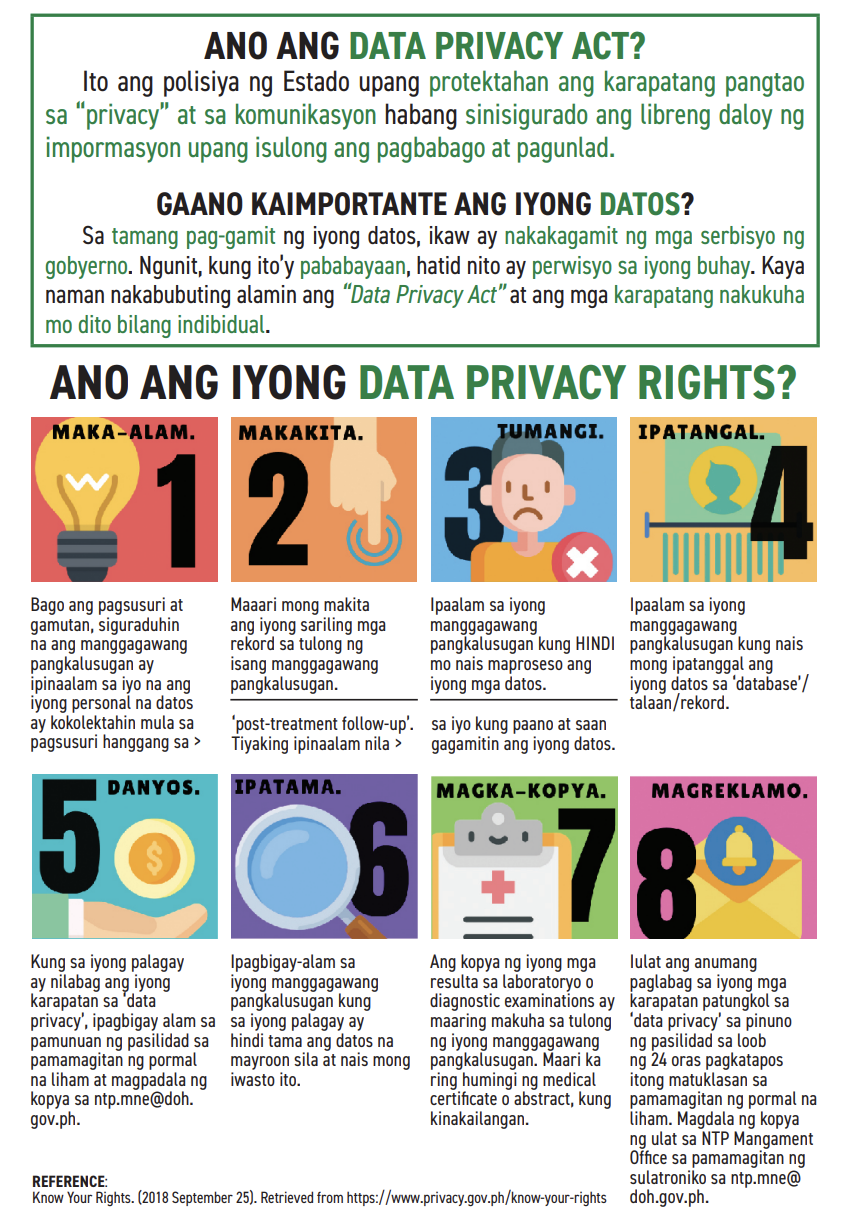 ANO ANG DATA PRIVACY ACT?
Ito ang polisiya ng Estado upang protektahan ang karapatang pangtao
sa “privacy” at sa komunikasyon habang sinisigurado ang libreng daloy ng
impormasyon upang isulong ang pagbabago at pagunlad.
GAANO KAIMPORTANTE ANG IYONG DATOS?
Sa tamang pag-gamit ng iyong datos, ikaw ay nakakagamit ng mga serbisyo ng
gobyerno. Ngunit, kung ito’y pababayaan, hatid nito ay perwisyo sa iyong buhay. Kaya
naman nakabubuting alamin ang “Data Privacy Act” at ang mga karapatang nakukuha
mo dito bilang indibidual.
ANO ANG IYONG DATA PRIVACY RIGHTS?
MAKA-ALAM.
1
Bago ang pagsusuri at
gamutan, siguraduhin
na ang manggagawang
pangkalusugan ay
ipinaalam sa iyo na ang
iyong personal na datos
ay kokolektahin mula sa
pagsusuri hanggang sa >
MAKAKITA.
2
Maaari mong makita
ang iyong sariling mga
rekord sa tulong ng
isang manggagawang
pangkalusugan.
‘post-treatment follow-up’.
Tiyaking ipinaalam nila >
TUMANGI.
3
Ipaalam sa iyong
manggagawang
pangkalusugan kung HINDI
mo nais maproseso ang
iyong mga datos.
sa iyo kung paano at saan
gagamitin ang iyong datos.
IPATANGAL.
4
Ipaalam sa iyong
manggagawang
pangkalusugan kung nais
mong ipatanggal ang
iyong datos sa ‘database’/
talaan/rekord.
5
DANYOS.
$
Kung sa iyong palagay
ay nilabag ang iyong
karapatan sa ‘data
privacy’, ipagbigay alam sa
pamunuan ng pasilidad sa
pamamagitan ng pormal
na liham at magpadala ng
kopya sa ntp.mne@doh.
gov.ph.
IPATAMA.
6
Ipagbigay-alam sa
iyong manggagawang
pangkalusugan kung
sa iyong palagay ay
hindi tama ang datos na
mayroon sila at nais mong
iwasto ito.
MAGKA-KOPYA.
7
Ang kopya ng iyong mga
resulta sa laboratoryo o
diagnostic examinations ay
maaring makuha sa tulong
ng iyong manggagawang
pangkalusugan. Maari ka
ring humingi ng medical
certificate o abstract, kung
kinakailangan.
MAGREKLAMO.
8
Iulat ang anumang
paglabag sa iyong mga
karapatan patungkol sa
‘data privacy’ sa pinuno
ng pasilidad sa loob
ng 24 oras pagkatapos
itong matuklasan sa
pamamagitan ng pormal na
liham. Magdala ng kopya
ng ulat sa NTP Mangament
Office sa pamamagitan ng
sulatroniko sa ntp.mne@
doh.gov.ph.
REFERENCE:
Know Your Rights. (2018 September 25). Retrieved from https://www.privacy.gov.ph/know-your-rights